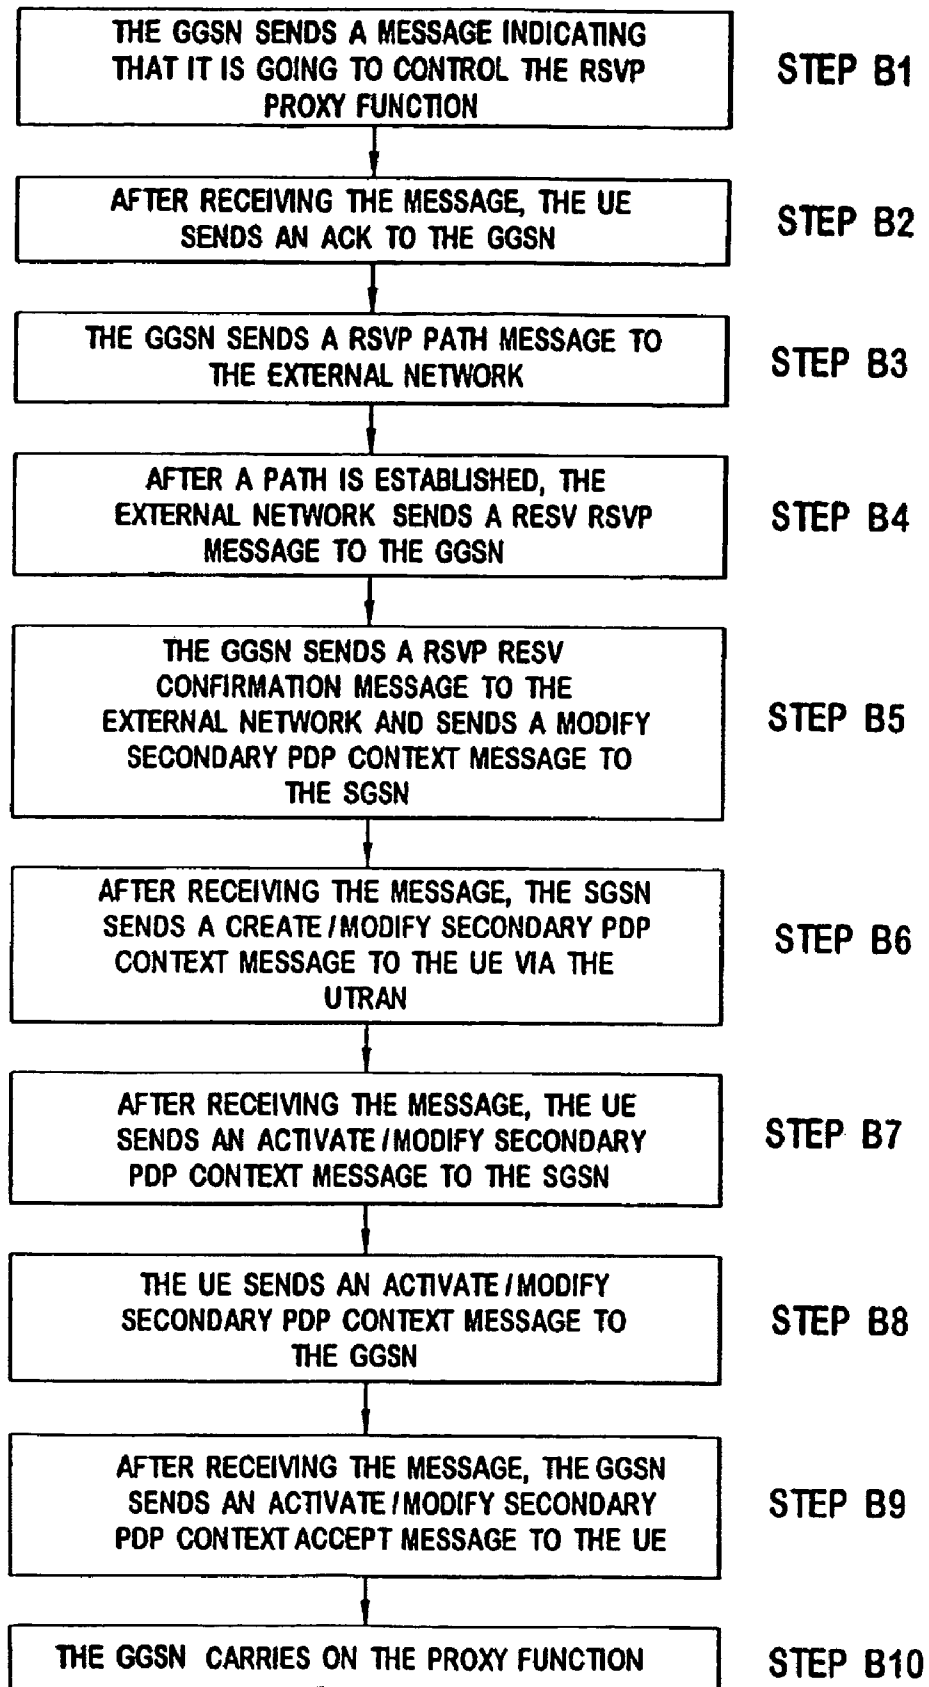 THE GGSN SENDS A MESSAGE INDICATING
THAT IT IS GOING TO CONTROL THE RSVP
PROXY FUNCTION
STEP B1
AFTER RECEIVING THE MESSAGE, THE UE
SENDS AN ACK TO THE GGSN
STEP B2
THE GGSN SENDS A RSVP PATH MESSAGE TO
THE EXTERNAL NETWORK
STEP B3
AFTER A PATH IS ESTABLISHED, THE
EXTERNAL NETWORK SENDS A RESV RSVP
MESSAGE TO THE GGSN
STEP B4
THE GGSN SENDS A RSVP RESV
CONFIRMATION MESSAGE TO THE
EXTERNAL NETWORK AND SENDS A MODIFY
SECONDARY PDP CONTEXT MESSAGE TO
THE SGSN
STEP B5
AFTER RECEIVING THE MESSAGE, THE SGSN
SENDS A CREATE/MODIFY SECONDARY PDP
CONTEXT MESSAGE TO THE UE VIA THE
UTRAN
STEP B6
AFTER RECEIVING THE MESSAGE, THE UE
SENDS AN ACTIVATE/MODIFY SECONDARY
PDP CONTEXT MESSAGE TO THE SGSN
STEP B7
THE UE SENDS AN ACTIVATE/MODIFY
SECONDARY PDP CONTEXT MESSAGE TO
THE GGSN
STEP B8
AFTER RECEIVING THE MESSAGE, THE GGSN
SENDS AN ACTIVATE/MODIFY SECONDARY
PDP CONTEXT ACCEPT MESSAGE TO THE UE
STEP B9
THE GGSN CARRIES ON THE PROXY FUNCTION
STEP B10